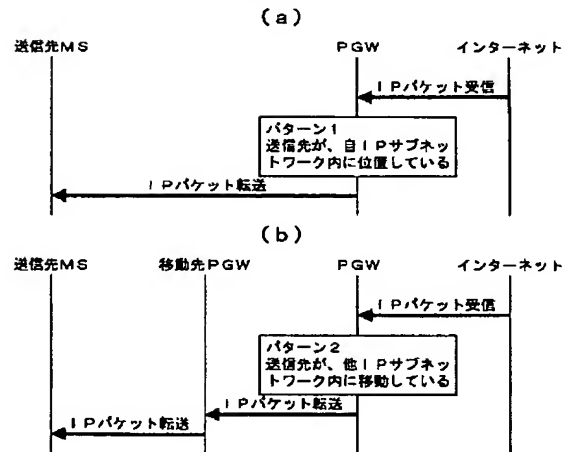 (a)
送信先MS PGW インターネット
IPパケット受信
パターン1
送信先が、自IPサブネッ
トワーク内に位置している
IPパケット転送
(b)
送信先MS 移動先PGW PGW インターネット
IPパケット受信
パターン2
送信先が、他IPサブネッ
トワーク内に移動している
IPパケット転送
IPパケット転送